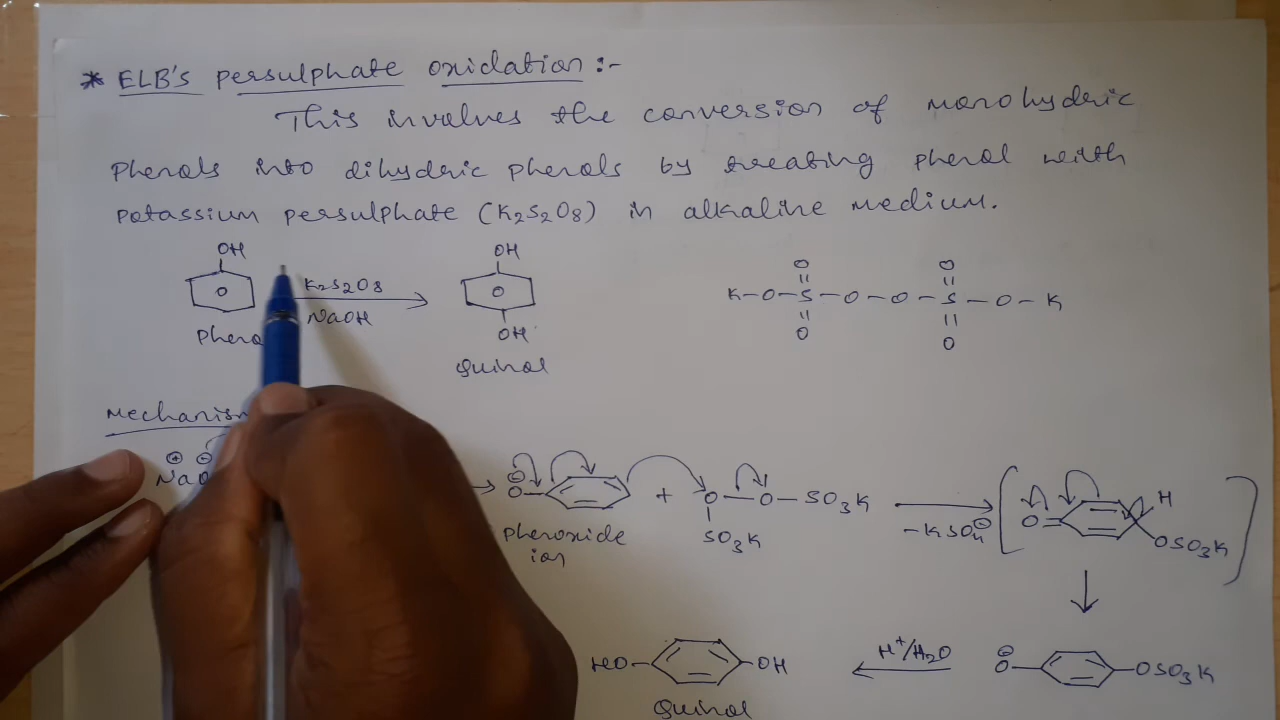 * ELB's persulphate oxidation :-
This involves the conversion of monohydric
phenols into dihydric phenols by treating phenol with
potassium persulphate (K2S2O8) in alkaline medium.
OH OH O O
K2S2O8 K-O-S-O-O-S-O-K
NaOH OH O O
Quinol
Mechanism
⊕ ⊖
⊖
O + O-O-SO3K -KSO4⊖ O H
phenoxide SO3K OSO3K
ion
HO OH H+/H2O ⊖O OSO3K
Quinol